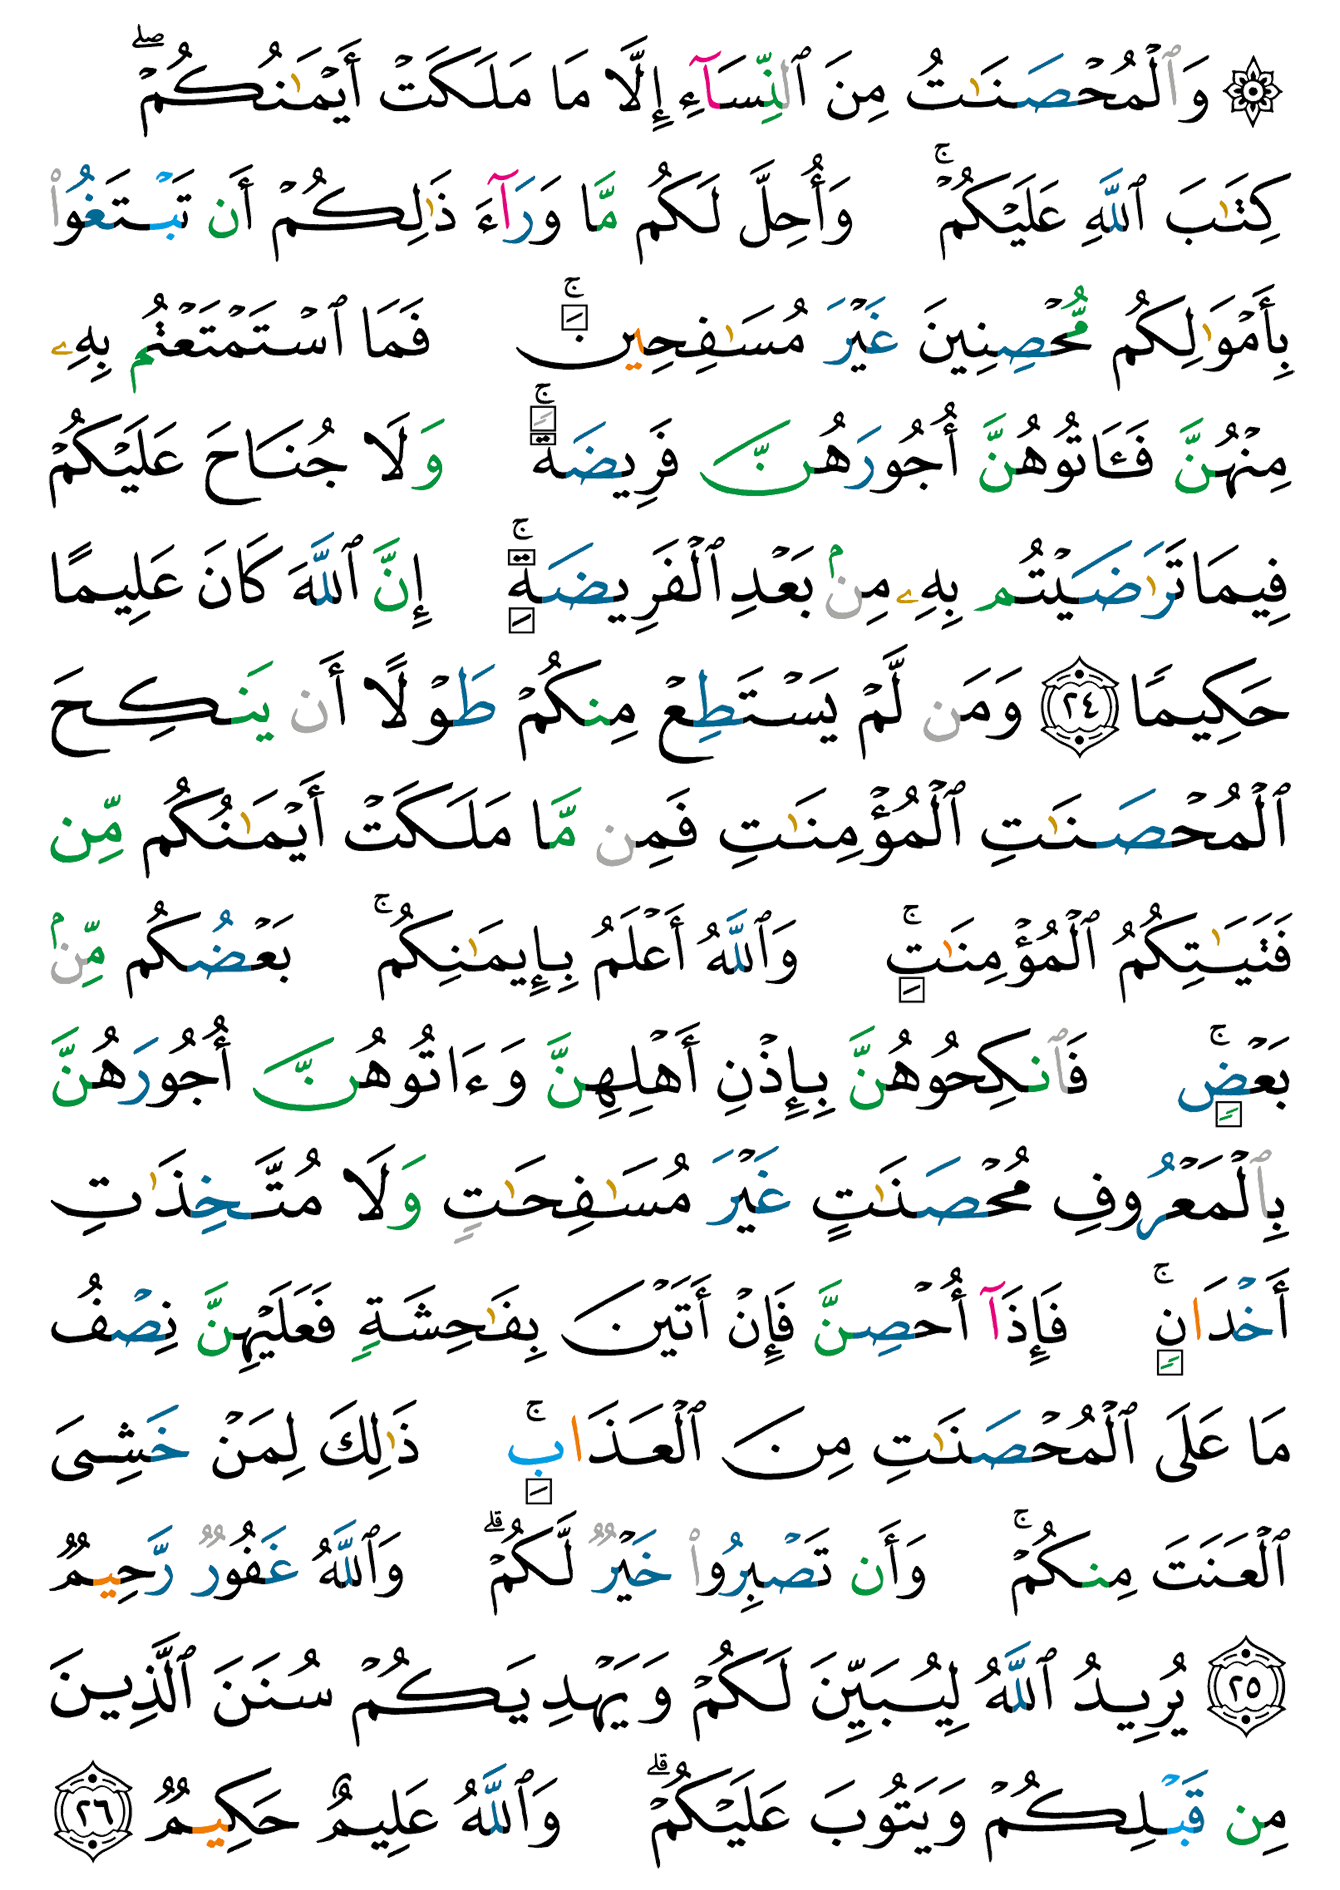 ۞ وَٱلْمُحْصَنَـٰتُ مِنَ ٱلنِّسَآءِ إِلَّا مَا مَلَكَتْ أَيْمَـٰنُكُمْ ۖ
كِتَـٰبَ ٱللَّهِ عَلَيْكُمْ ۚ وَأُحِلَّ لَكُم مَّا وَرَآءَ ذَٰلِكُمْ أَن تَبْتَغُوا۟
بِأَمْوَٰلِكُم مُّحْصِنِينَ غَيْرَ مُسَـٰفِحِينَ ۚ فَمَا ٱسْتَمْتَعْتُم بِهِۦ
مِنْهُنَّ فَـَٔاتُوهُنَّ أُجُورَهُنَّ فَرِيضَةً ۚ وَلَا جُنَاحَ عَلَيْكُمْ
فِيمَا تَرَٰضَيْتُم بِهِۦ مِنۢ بَعْدِ ٱلْفَرِيضَةِ ۚ إِنَّ ٱللَّهَ كَانَ عَلِيمًا
حَكِيمًا ٢٤ وَمَن لَّمْ يَسْتَطِعْ مِنكُمْ طَوْلًا أَن يَنكِحَ
ٱلْمُحْصَنَـٰتِ ٱلْمُؤْمِنَـٰتِ فَمِن مَّا مَلَكَتْ أَيْمَـٰنُكُم مِّن
فَتَيَـٰتِكُمُ ٱلْمُؤْمِنَـٰتِ ۚ وَٱللَّهُ أَعْلَمُ بِإِيمَـٰنِكُم ۚ بَعْضُكُم مِّنۢ
بَعْضٍ ۚ فَٱنكِحُوهُنَّ بِإِذْنِ أَهْلِهِنَّ وَءَاتُوهُنَّ أُجُورَهُنَّ
بِٱلْمَعْرُوفِ مُحْصَنَـٰتٍ غَيْرَ مُسَـٰفِحَـٰتٍ وَلَا مُتَّخِذَٰتِ
أَخْدَانٍ ۚ فَإِذَآ أُحْصِنَّ فَإِنْ أَتَيْنَ بِفَـٰحِشَةٍ فَعَلَيْهِنَّ نِصْفُ
مَا عَلَى ٱلْمُحْصَنَـٰتِ مِنَ ٱلْعَذَابِ ۚ ذَٰلِكَ لِمَنْ خَشِىَ
ٱلْعَنَتَ مِنكُمْ ۚ وَأَن تَصْبِرُوا۟ خَيْرٌ لَّكُمْ ۗ وَٱللَّهُ غَفُورٌ رَّحِيمٌ
٢٥ يُرِيدُ ٱللَّهُ لِيُبَيِّنَ لَكُمْ وَيَهْدِيَكُمْ سُنَنَ ٱلَّذِينَ
مِن قَبْلِكُمْ وَيَتُوبَ عَلَيْكُمْ ۗ وَٱللَّهُ عَلِيمٌ حَكِيمٌ ٢٦